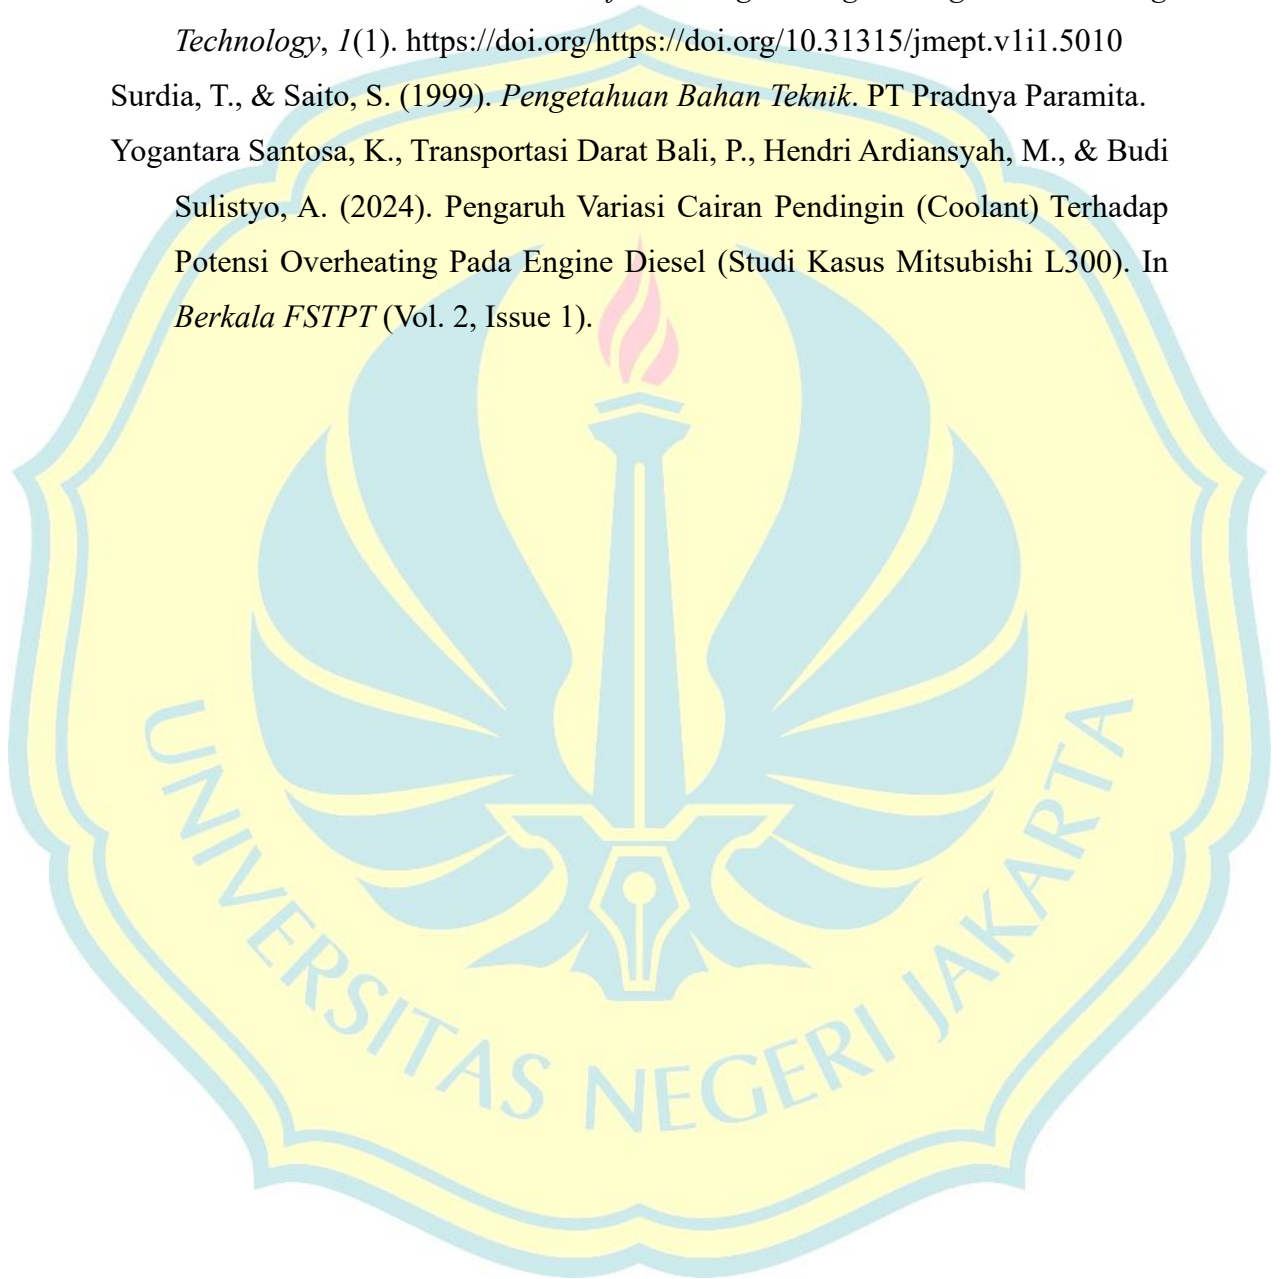 Technology, 1(1). https://doi.org/https://doi.org/10.31315/jmept.v1i1.5010
Surdia, T., & Saito, S. (1999). Pengetahuan Bahan Teknik. PT Pradnya Paramita.
Yogantara Santosa, K., Transportasi Darat Bali, P., Hendri Ardiansyah, M., & Budi
Sulistyo, A. (2024). Pengaruh Variasi Cairan Pendingin (Coolant) Terhadap
Potensi Overheating Pada Engine Diesel (Studi Kasus Mitsubishi L300). In
Berkala FSTPT (Vol. 2, Issue 1).
UNIVERSITAS NEGERI JAKARTA